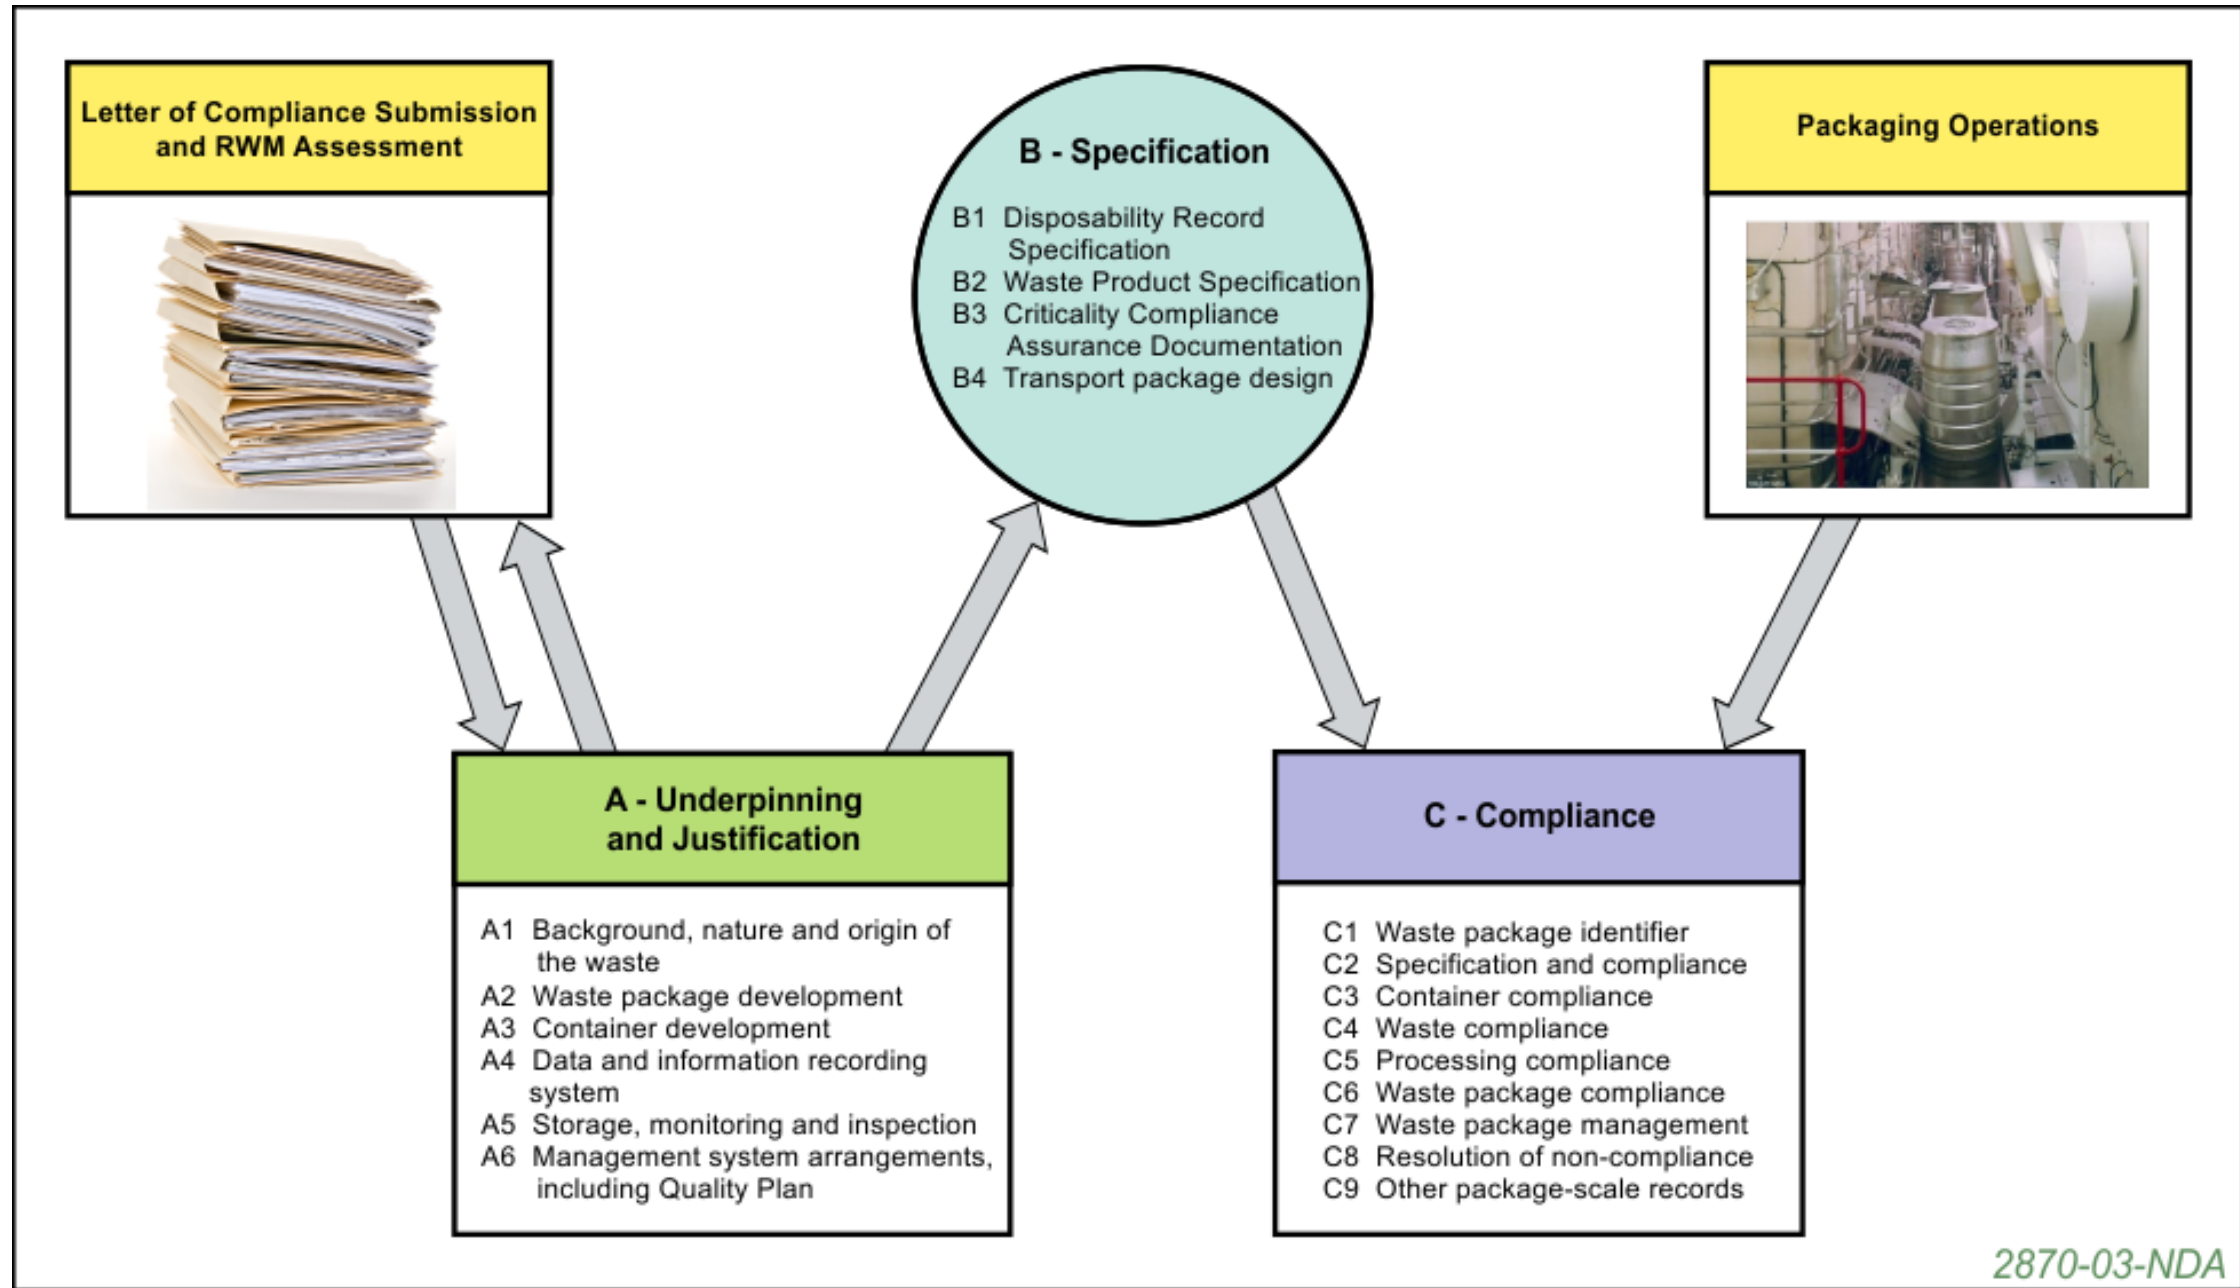 Letter of Compliance Submission
and RWM Assessment
B - Specification
B1 Disposability Record
Specification
B2 Waste Product Specification
B3 Criticality Compliance
Assurance Documentation
B4 Transport package design
Packaging Operations
A - Underpinning
and Justification
A1 Background, nature and origin of
the waste
A2 Waste package development
A3 Container development
A4 Data and information recording
system
A5 Storage, monitoring and inspection
A6 Management system arrangements,
including Quality Plan
C - Compliance
C1 Waste package identifier
C2 Specification and compliance
C3 Container compliance
C4 Waste compliance
C5 Processing compliance
C6 Waste package compliance
C7 Waste package management
C8 Resolution of non-compliance
C9 Other package-scale records
2870-03-NDA